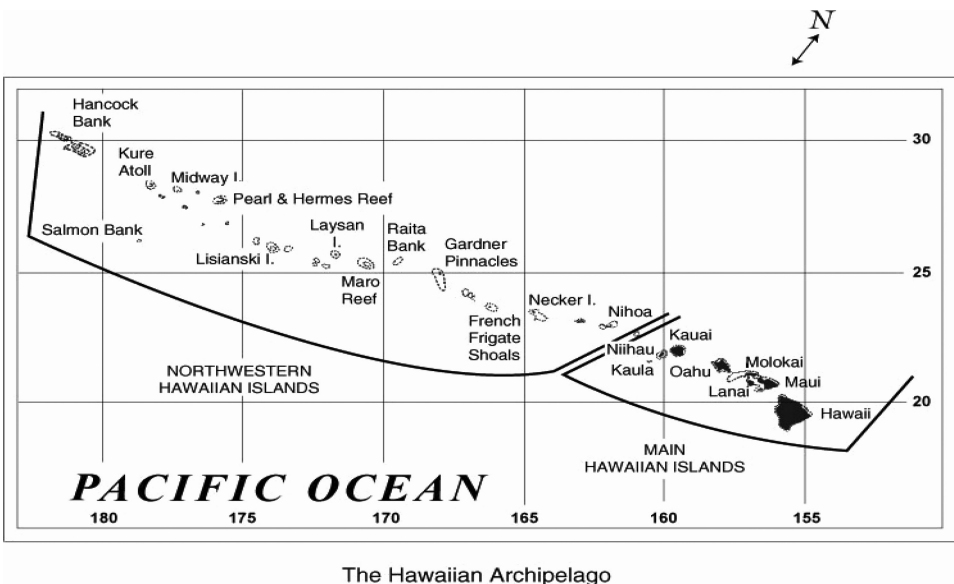 N
Hancock
Bank
30
Kure
Atoll
Midway I.
Pearl & Hermes Reef
Salmon Bank
Laysan
I.
Raita
Bank
Gardner
Pinnacles
Lisianski I.
25
Maro
Reef
Necker I.
French
Frigate
Shoals
Nihoa
Kauai
Niihau
Kaula
Oahu
Molokai
Lanai
Maui
NORTHWESTERN
HAWAIIAN ISLANDS
20
Hawaii
MAIN
HAWAIIAN ISLANDS
PACIFIC OCEAN
180 175 170 165 160 155
The Hawaiian Archipelago